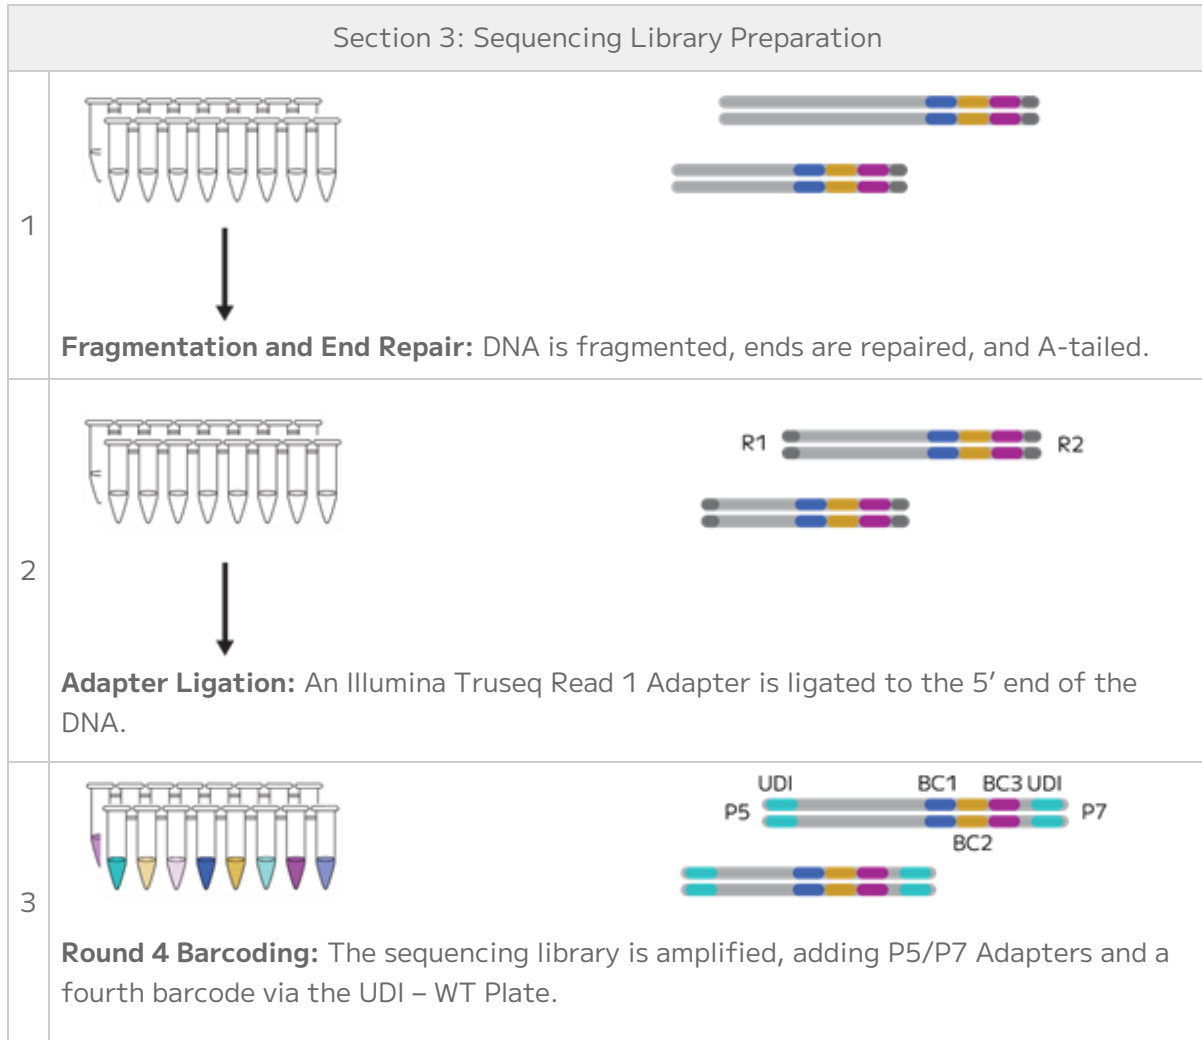 Section 3: Sequencing Library Preparation
1
Fragmentation and End Repair: DNA is fragmented, ends are repaired, and A-tailed.
R1
R2
2
Adapter Ligation: An Illumina Truseq Read 1 Adapter is ligated to the 5′ end of the
DNA.
UDI BC1 BC3 UDI
P5 P7
BC2
3
Round 4 Barcoding: The sequencing library is amplified, adding P5/P7 Adapters and a
fourth barcode via the UDI – WT Plate.